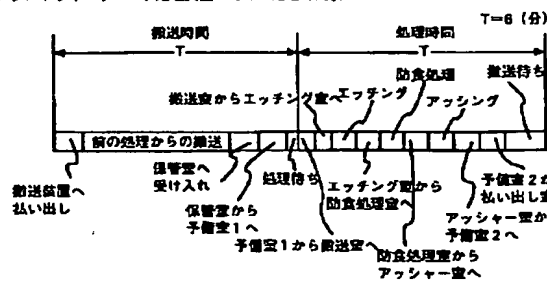 搬送時間
処理時間
T=6(分)
T
T
防食処理
搬送待ち
搬送室からエッチング室へ
エッチング
アッシング
前の処理からの搬送
搬送装置へ
払い出し
保管室へ
受け入れ
処理待ち
エッチング室から
防食処理室へ
予備室2か
払い出し室
保管室から
予備室1へ
予備室1から搬送室へ
アッシャー室か
予備室2へ
防食処理室から
アッシャー室へ